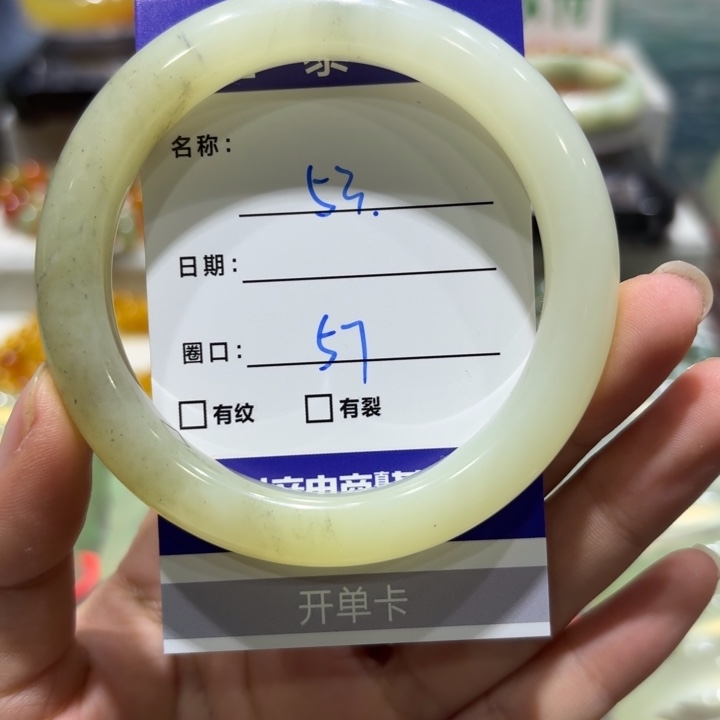 名称: 53.
日期:
圈口: 57
□有纹 □有裂
开单卡